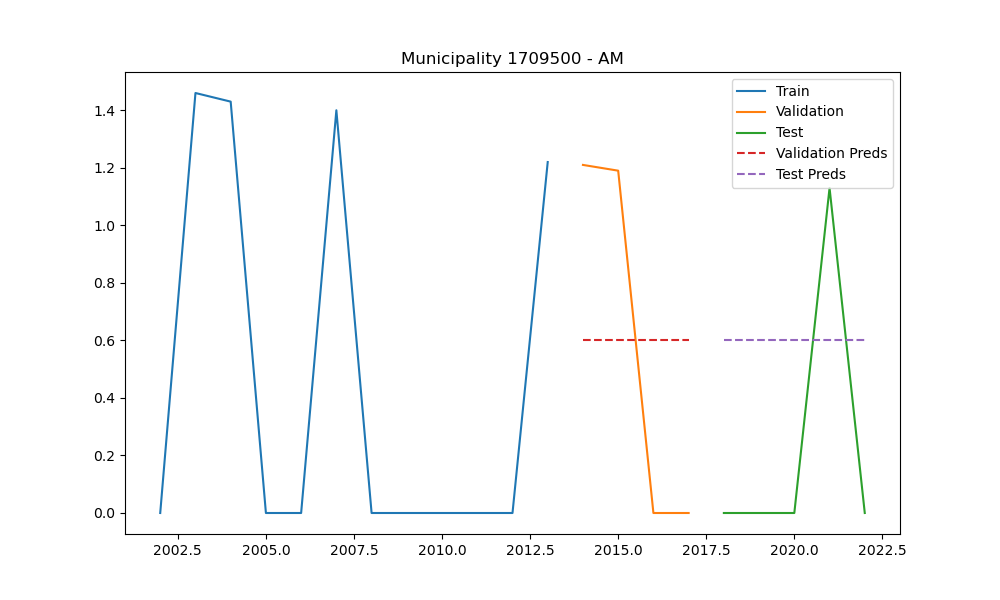 Municipality 1709500 - AM
Train
Validation
Test
Validation Preds
Test Preds
1.4
1.2
1.0
0.8
0.6
0.4
0.2
0.0
2002.5 2005.0 2007.5 2010.0 2012.5 2015.0 2017.5 2020.0 2022.5